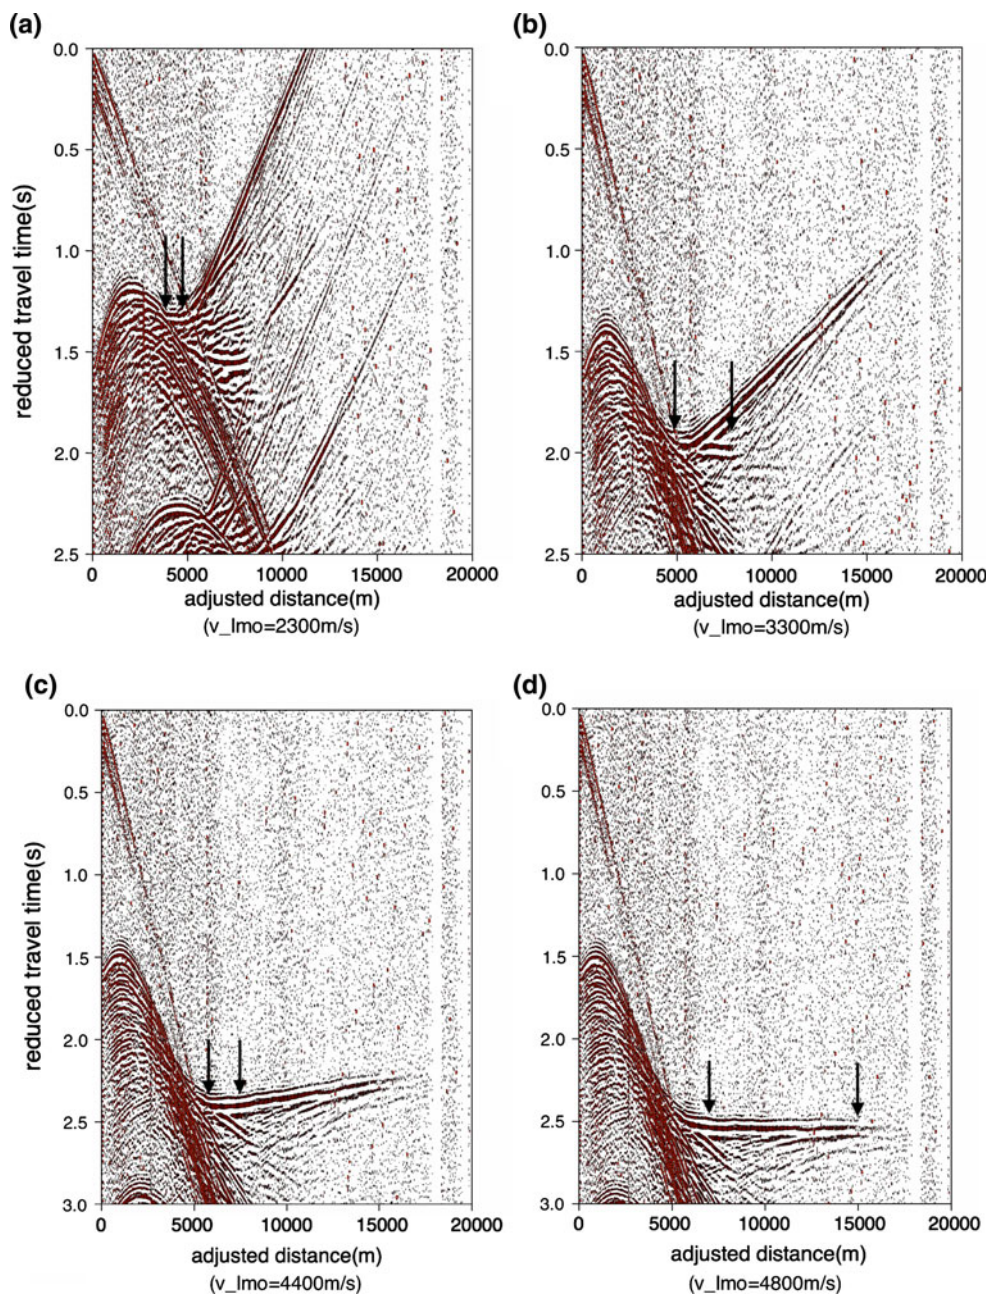 (a)
0.0
0.5
1.0
1.5
2.0
2.5
reduced travel time(s)
0 5000 10000 15000 20000
adjusted distance(m)
(v_lmo=2300m/s)
(b)
0.0
0.5
1.0
1.5
2.0
2.5
0 5000 10000 15000 20000
adjusted distance(m)
(v_lmo=3300m/s)
(c)
0.0
0.5
1.0
1.5
2.0
2.5
3.0
reduced travel time(s)
0 5000 10000 15000 20000
adjusted distance(m)
(v_lmo=4400m/s)
(d)
0.0
0.5
1.0
1.5
2.0
2.5
3.0
0 5000 10000 15000 20000
adjusted distance(m)
(v_lmo=4800m/s)